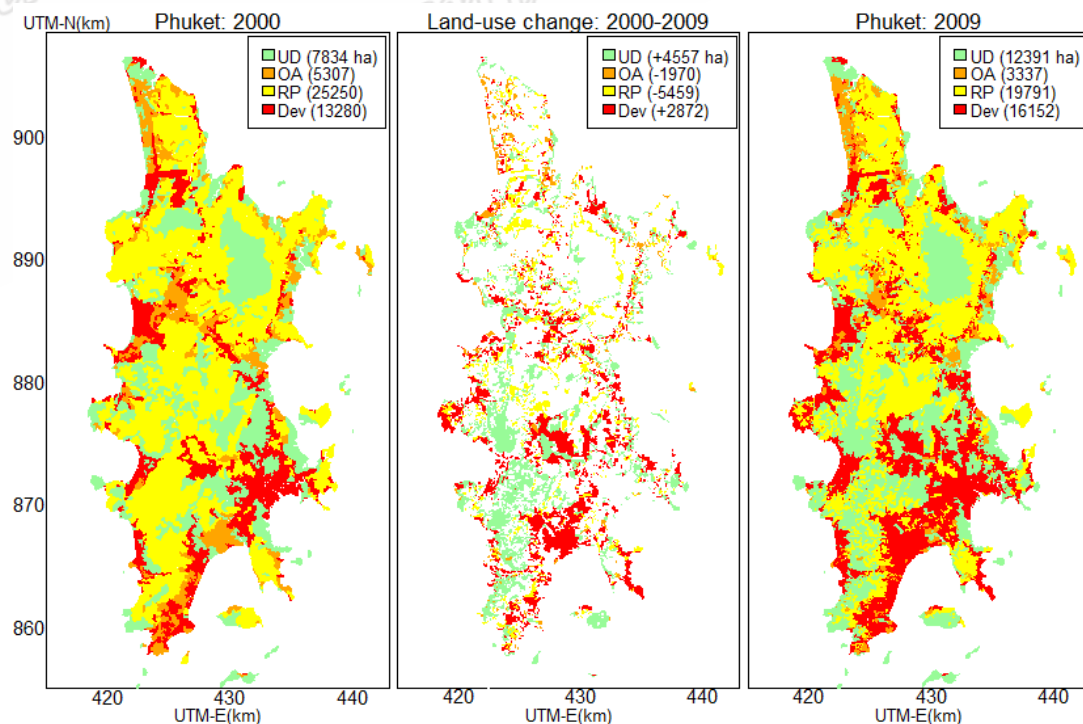 UTM-N(km)
Phuket: 2000
UD (7834 ha)
OA (5307)
RP (25250)
Dev (13280)
900
890
880
870
860
420 430 440
UTM-E(km)
Land-use change: 2000-2009
UD (+4557 ha)
OA (-1970)
RP (-5459)
Dev (+2872)
420 430 440
UTM-E(km)
Phuket: 2009
UD (12391 ha)
OA (3337)
RP (19791)
Dev (16152)
420 430 440
UTM-E(km)